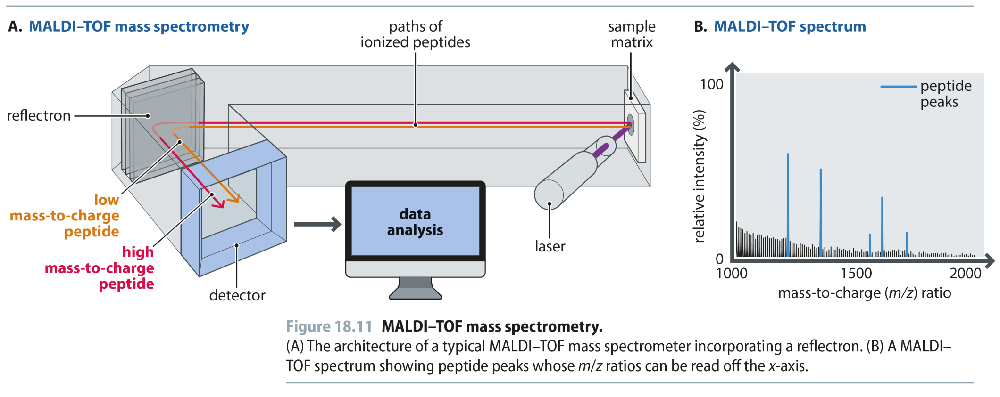 A. MALDI–TOF mass spectrometry
paths of
ionized peptides
sample
matrix
reflectron
low
mass-to-charge
peptide
high
mass-to-charge
peptide
detector
data
analysis
laser
B. MALDI–TOF spectrum
100
peptide
peaks
relative intensity (%)
0
1000 1500 2000
mass-to-charge (m/z) ratio
Figure 18.11 MALDI–TOF mass spectrometry.
(A) The architecture of a typical MALDI–TOF mass spectrometer incorporating a reflectron. (B) A MALDI–
TOF spectrum showing peptide peaks whose m/z ratios can be read off the x-axis.